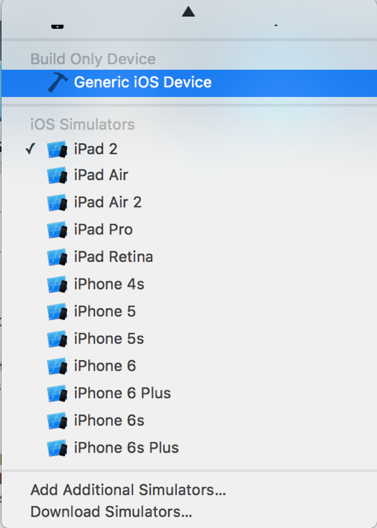 Build Only Device
Generic iOS Device
iOS Simulators
iPad 2
iPad Air
iPad Air 2
iPad Pro
iPad Retina
iPhone 4s
iPhone 5
iPhone 5s
iPhone 6
iPhone 6 Plus
iPhone 6s
iPhone 6s Plus
Add Additional Simulators...
Download Simulators...